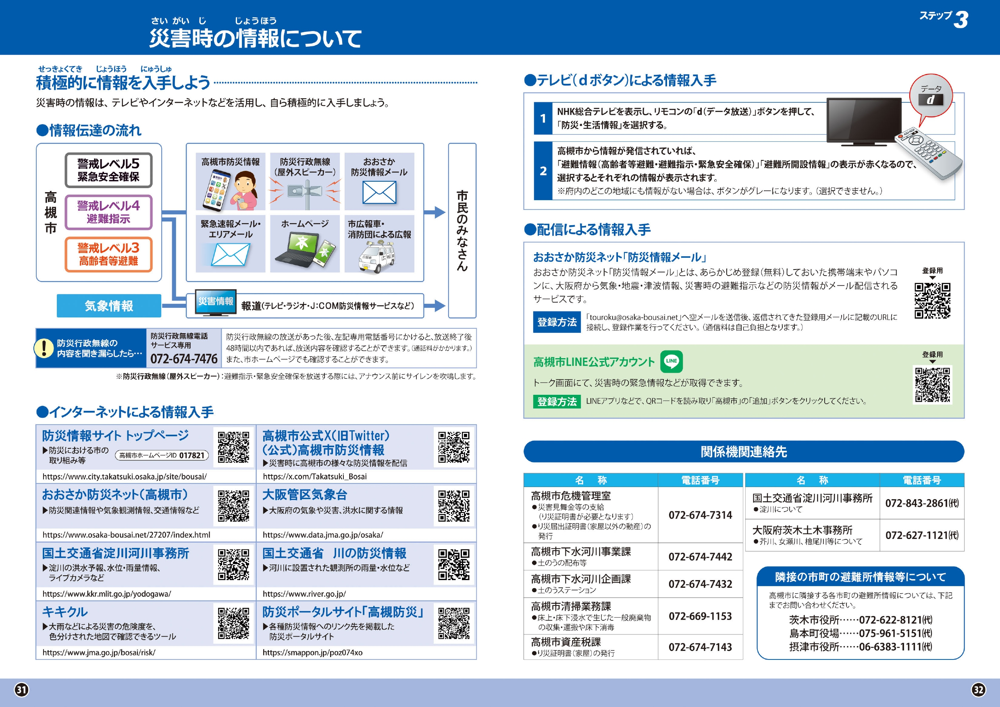 ステップ3
さいがいじ じょうほう
災害時の情報について
せっきょくてき じょうほう にゅうしゅ
積極的に情報を入手しよう
災害時の情報は、テレビやインターネットなどを活用し、自ら積極的に入手しましょう。
●情報伝達の流れ
高槻市
警戒レベル5
緊急安全確保
警戒レベル4
避難指示
警戒レベル3
高齢者等避難
気象情報
高槻市防災情報
防災行政無線
(屋外スピーカー)
おおさか
防災情報メール
緊急速報メール・
エリアメール
ホームページ
市広報車・
消防団による広報
災害情報
報道(テレビ・ラジオ・J:COM防災情報サービスなど)
市民のみなさん
!
防災行政無線の
内容を聞き漏らしたら…
防災行政無線電話
サービス専用
072-674-7476
防災行政無線の放送があった後、左記専用電話番号にかけると、放送終了後
48時間以内であれば、放送内容を確認することができます。(通話料がかかります。)
また、市ホームページでも確認することができます。
※防災行政無線(屋外スピーカー):避難指示・緊急安全確保を放送する際には、アナウンス前にサイレンを吹鳴します。
●インターネットによる情報入手
防災情報サイト トップページ
▶防災における市の
取り組み等
高槻市ホームページID 017821
https://www.city.takatsuki.osaka.jp/site/bousai/
高槻市公式X(旧Twitter)
(公式)高槻市防災情報
▶災害時に高槻市の様々な防災情報を配信
https://x.com/Takatsuki_Bosai
おおさか防災ネット(高槻市)
▶防災関連情報や気象観測情報、交通情報など
https://www.osaka-bousai.net/27207/index.html
大阪管区気象台
▶大阪府の気象や災害、洪水に関する情報
https://www.data.jma.go.jp/osaka/
国土交通省淀川河川事務所
▶淀川の洪水予報、水位・雨量情報、
ライブカメラなど
https://www.kkr.mlit.go.jp/yodogawa/
国土交通省 川の防災情報
▶河川に設置された観測所の雨量・水位など
https://www.river.go.jp/
キキクル
▶大雨などによる災害の危険度を、
色分けされた地図で確認できるツール
https://www.jma.go.jp/bosai/risk/
防災ポータルサイト「高槻防災」
▶各種防災情報へのリンク先を掲載した
防災ポータルサイト
https://smappon.jp/poz074xo
31
●テレビ(dボタン)による情報入手
データ
d
1
NHK総合テレビを表示し、リモコンの「d(データ放送)」ボタンを押して、
「防災・生活情報」を選択する。
2
高槻市から情報が発信されていれば、
「避難情報(高齢者等避難・避難指示・緊急安全確保)」「避難所開設情報」の表示が赤くなるので、
選択するとそれぞれの情報が表示されます。
※府内のどこの地域にも情報がない場合は、ボタンがグレーになります。(選択できません。)
●配信による情報入手
おおさか防災ネット「防災情報メール」
おおさか防災ネット「防災情報メール」とは、あらかじめ登録(無料)しておいた携帯端末やパソコ
ンに、大阪府から気象・地震・津波情報、災害時の避難指示などの防災情報がメール配信される
サービスです。
登録用
登録方法
「touroku@osaka-bousai.net」へ空メールを送信後、返信されてきた登録用メールに記載のURLに
接続し、登録作業を行ってください。(通信料は自己負担となります。)
高槻市LINE公式アカウント
LINE
登録用
トーク画面にて、災害時の緊急情報などが取得できます。
登録方法
LINEアプリなどで、QRコードを読み取り「高槻市」の「追加」ボタンをクリックしてください。
関係機関連絡先
名 称 電話番号
高槻市危機管理室
●災害見舞金等の支給
(り災証明書が必要となります)
●り災届出証明書(家屋以外の動産)の
発行
072-674-7314
高槻市下水河川事業課
●土のうの配布等
072-674-7442
高槻市下水河川企画課
●土のうステーション
072-674-7432
高槻市清掃業務課
●床上・床下浸水で生じた一般廃棄物
の収集・運搬や床下消毒
072-669-1153
高槻市資産税課
●り災証明書(家屋)の発行
072-674-7143
名 称 電話番号
国土交通省淀川河川事務所
●淀川について
072-843-2861㈹
大阪府茨木土木事務所
●芥川、女瀬川、檜尾川等について
072-627-1121㈹
隣接の市町の避難所情報等について
高槻市に隣接する各市町の避難所情報については、下記
までお問い合わせください。
茨木市役所……072-622-8121㈹
島本町役場……075-961-5151㈹
摂津市役所……06-6383-1111㈹
32